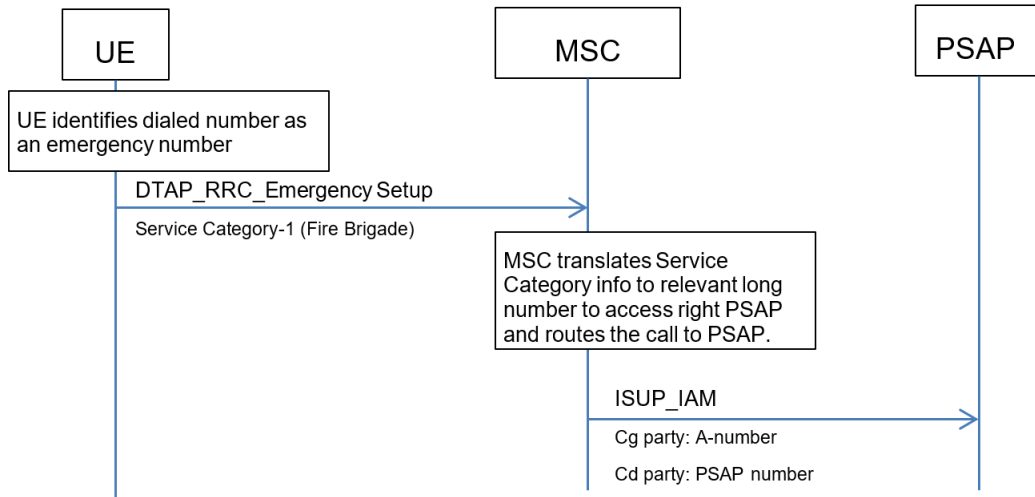 UE
MSC
PSAP
UE identifies dialed number as
an emergency number
DTAP_RRC_Emergency Setup
Service Category-1 (Fire Brigade)
MSC translates Service
Category info to relevant long
number to access right PSAP
and routes the call to PSAP.
ISUP_IAM
Cg party: A-number
Cd party: PSAP number